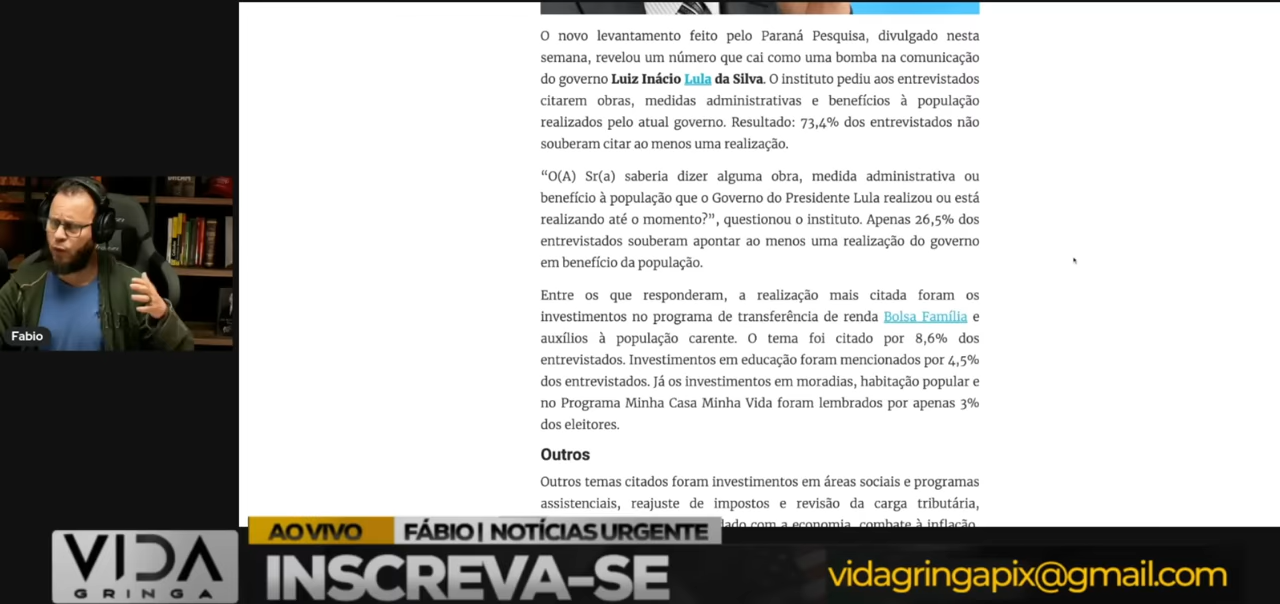 O novo levantamento feito pelo Paraná Pesquisa, divulgado nesta
semana, revelou um número que cai como uma bomba na comunicação
do governo Luiz Inácio Lula da Silva. O instituto pediu aos entrevistados
citarem obras, medidas administrativas e benefícios à população
realizados pelo atual governo. Resultado: 73,4% dos entrevistados não
souberam citar ao menos uma realização.
“O(A) Sr(a) saberia dizer alguma obra, medida administrativa ou
benefício à população que o Governo do Presidente Lula realizou ou está
realizando até o momento?”, questionou o instituto. Apenas 26,5% dos
entrevistados souberam apontar ao menos uma realização do governo
em benefício da população.
Entre os que responderam, a realização mais citada foram os
investimentos no programa de transferência de renda Bolsa Família e
auxílios à população carente. O tema foi citado por 8,6% dos
entrevistados. Investimentos em educação foram mencionados por 4,5%
dos entrevistados. Já os investimentos em moradias, habitação popular e
no Programa Minha Casa Minha Vida foram lembrados por apenas 3%
dos eleitores.
Outros
Outros temas citados foram investimentos em áreas sociais e programas
assistenciais, reajuste de impostos e revisão da carga tributária,
com a economia, combate à inflação,
Fabio
AO VIVO FÁBIO | NOTÍCIAS URGENTE
VIDA
GRINGA
INSCREVA-SE
vidagringapix@gmail.com